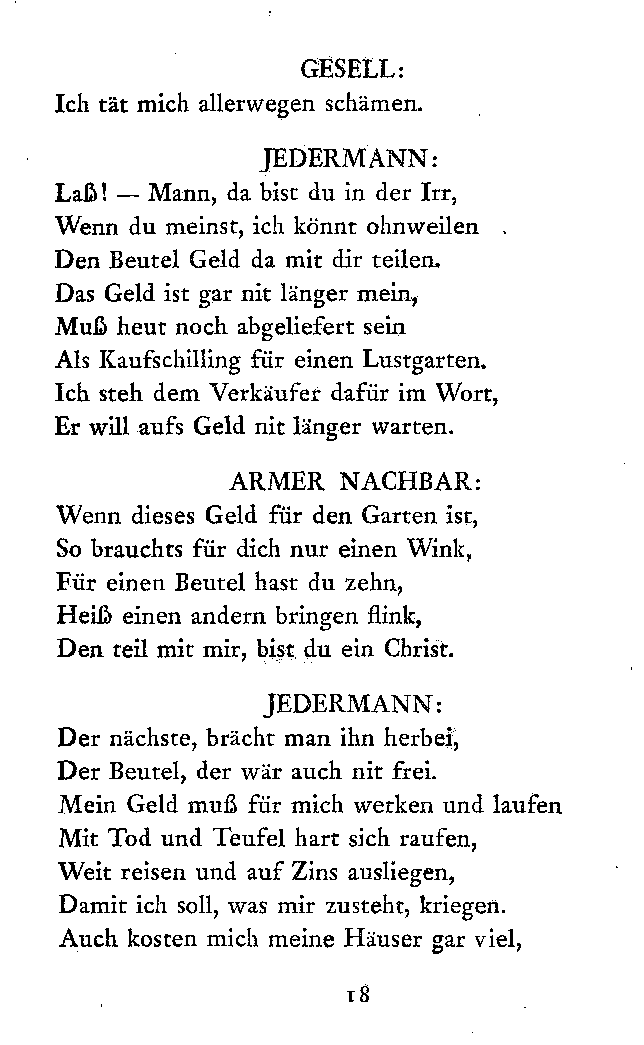 GESELL:
Ich tät mich allerwegen schämen.
JEDERMANN:
Laß! — Mann, da bist du in der Irr,
Wenn du meinst, ich könnt ohnweilen
Den Beutel Geld da mit dir teilen.
Das Geld ist gar nit länger mein,
Muß heut noch abgeliefert sein
Als Kaufschilling für einen Lustgarten.
Ich steh dem Verkäufer dafür im Wort,
Er will aufs Geld nit länger warten.
ARMER NACHBAR:
Wenn dieses Geld für den Garten ist,
So brauchts für dich nur einen Wink,
Für einen Beutel hast du zehn,
Heiß einen andern bringen flink,
Den teil mit mir, bist du ein Christ.
JEDERMANN:
Der nächste, brächt man ihn herbei,
Der Beutel, der wär auch nit frei.
Mein Geld muß für mich werken und laufen
Mit Tod und Teufel hart sich raufen,
Weit reisen und auf Zins ausliegen,
Damit ich soll, was mir zusteht, kriegen.
Auch kosten mich meine Häuser gar viel,
18